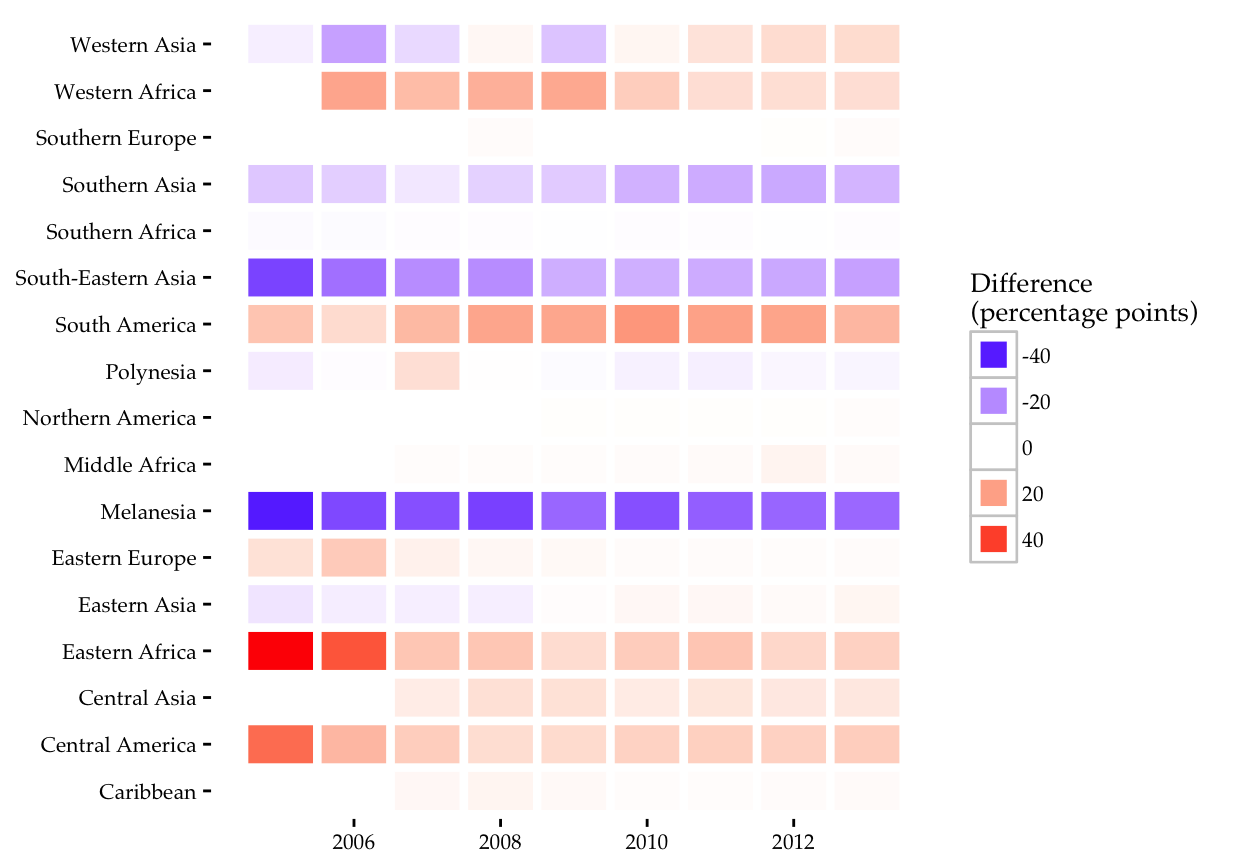 Western Asia
Western Africa
Southern Europe
Southern Asia
Southern Africa
South-Eastern Asia
South America
Polynesia
Northern America
Middle Africa
Melanesia
Eastern Europe
Eastern Asia
Eastern Africa
Central Asia
Central America
Caribbean
2006
2008
2010
2012
Difference
(percentage points)
-40
-20
0
20
40